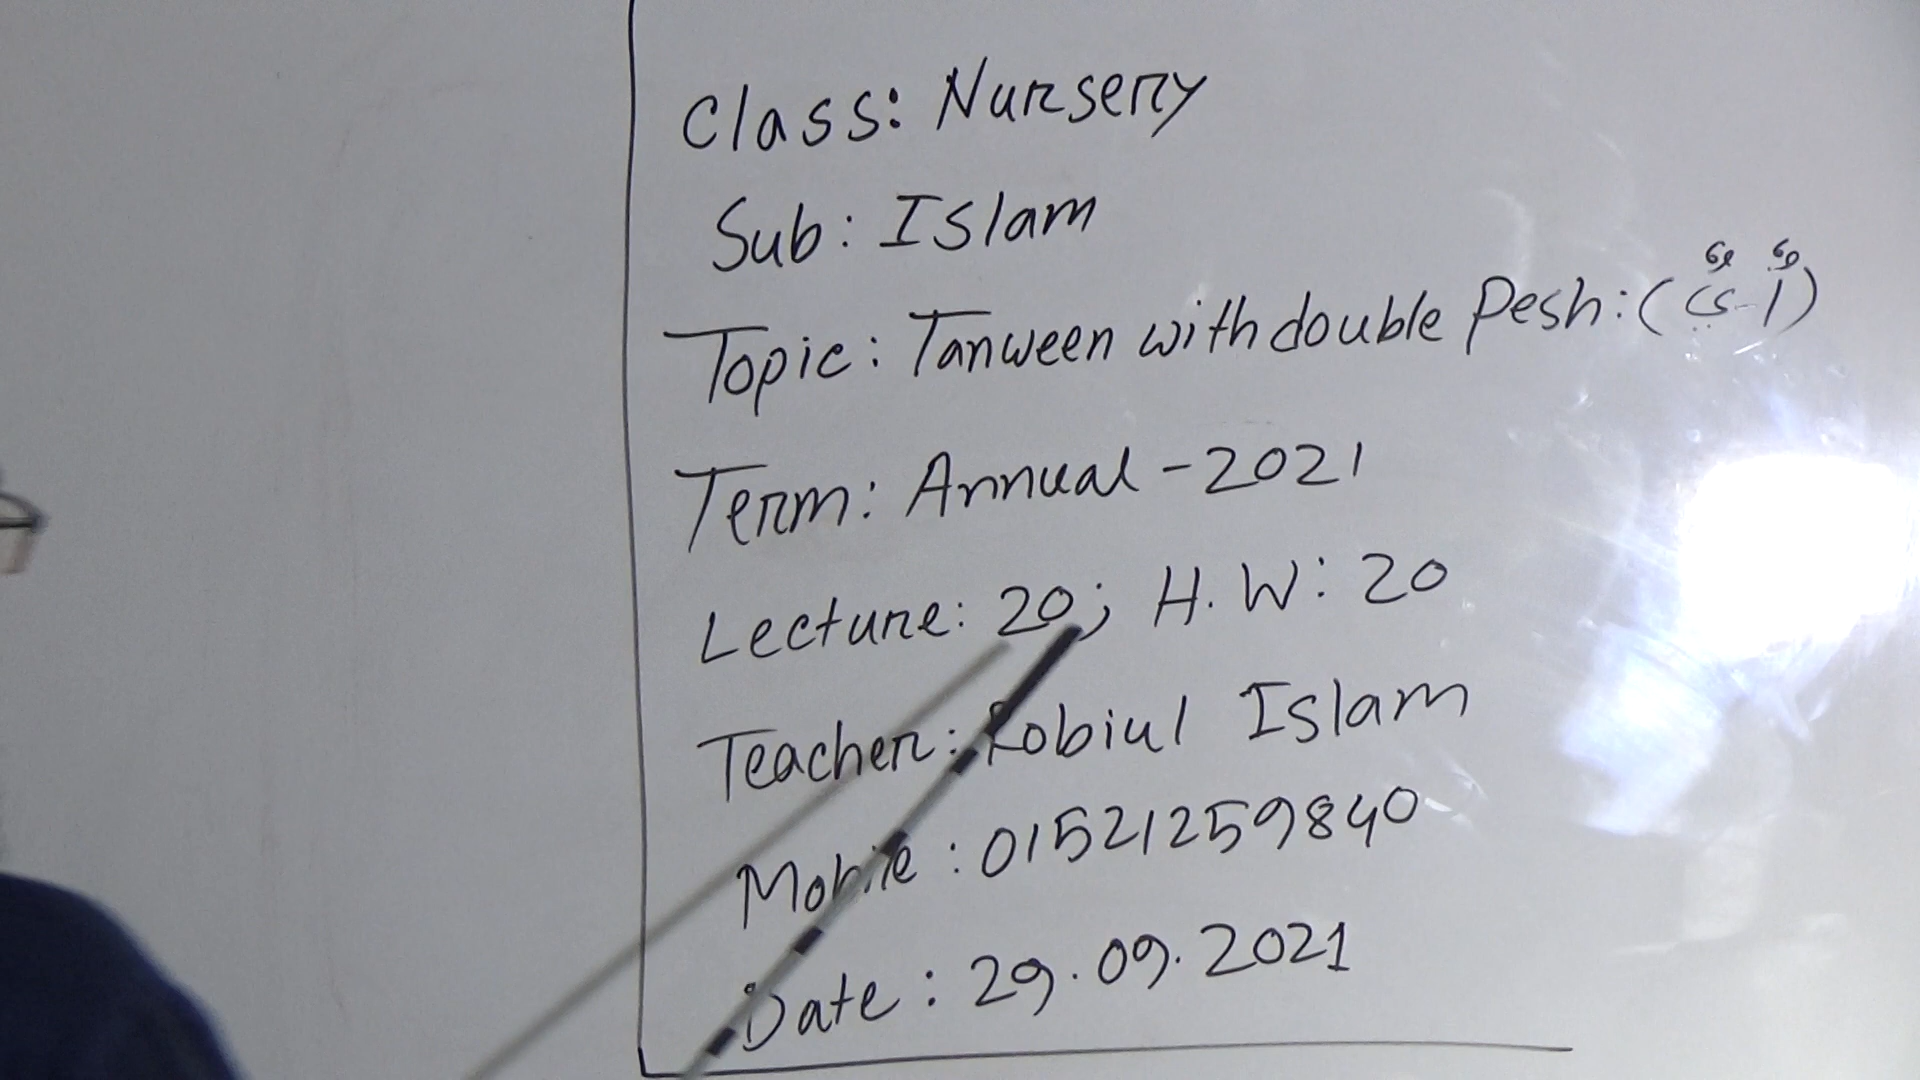 Class: Nursery
Sub: Islam
Topic: Tanween with double Pesh: (يٌ - اٌ)
Term: Annual - 2021
Lecture: 20; H.W: 20
Teacher: Robiul Islam
Mobile: 01521259840
Date: 29.09.2021